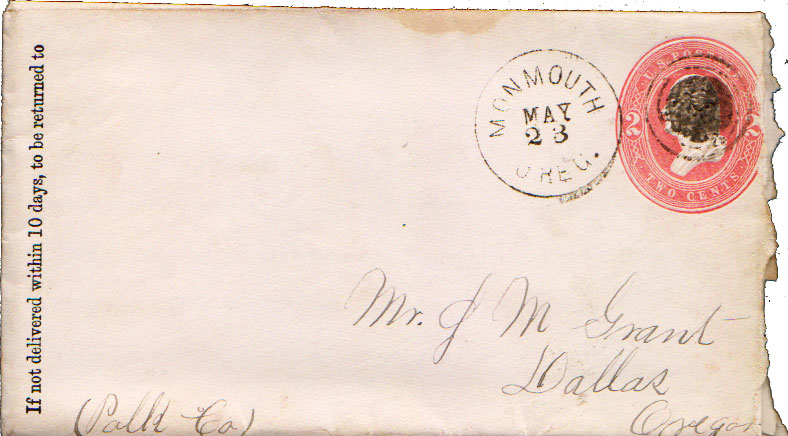 If not delivered within 10 days, to be returned to
MONMOUTH
MAY
23
OREG.
U.S. POSTAGE
2 2
TWO CENTS
Mr. J M Grant
Dallas
(Polk Co) Oregon